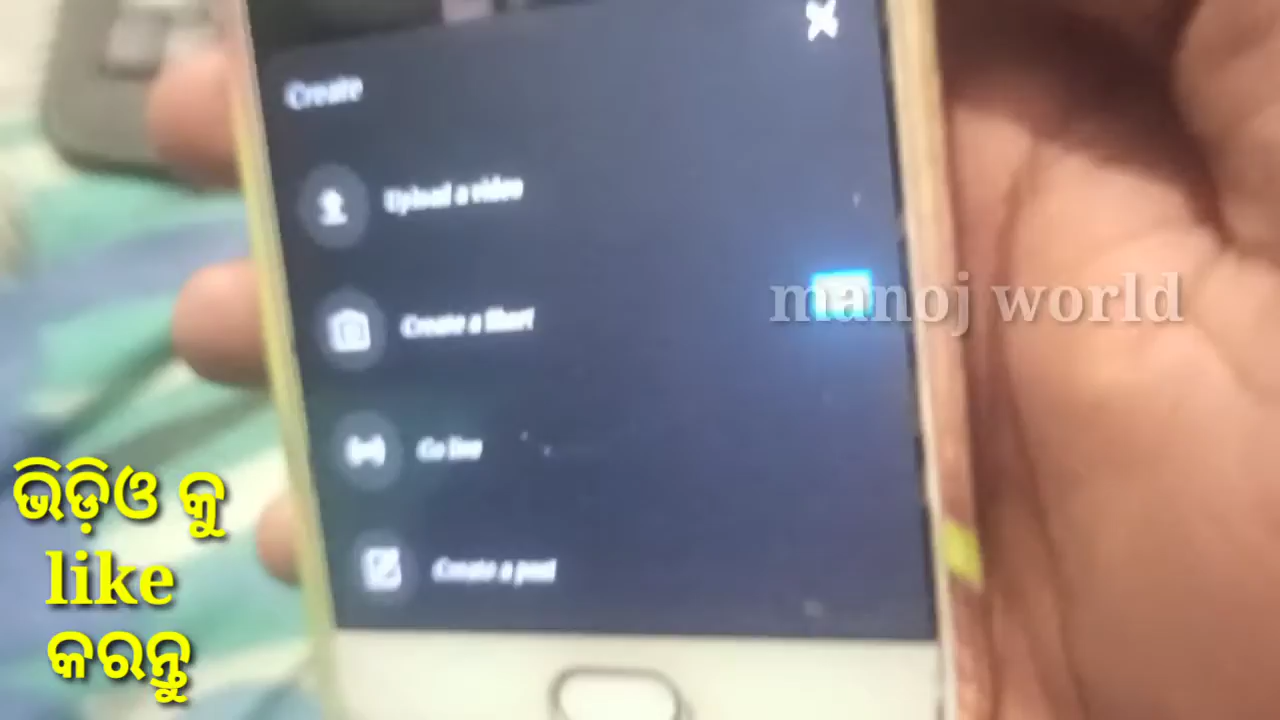 Create
Upload a video
Create a Short
manoj world
Go live
Create a post
ଭିଡ଼ିଓ କୁ
like
କରନ୍ତୁ